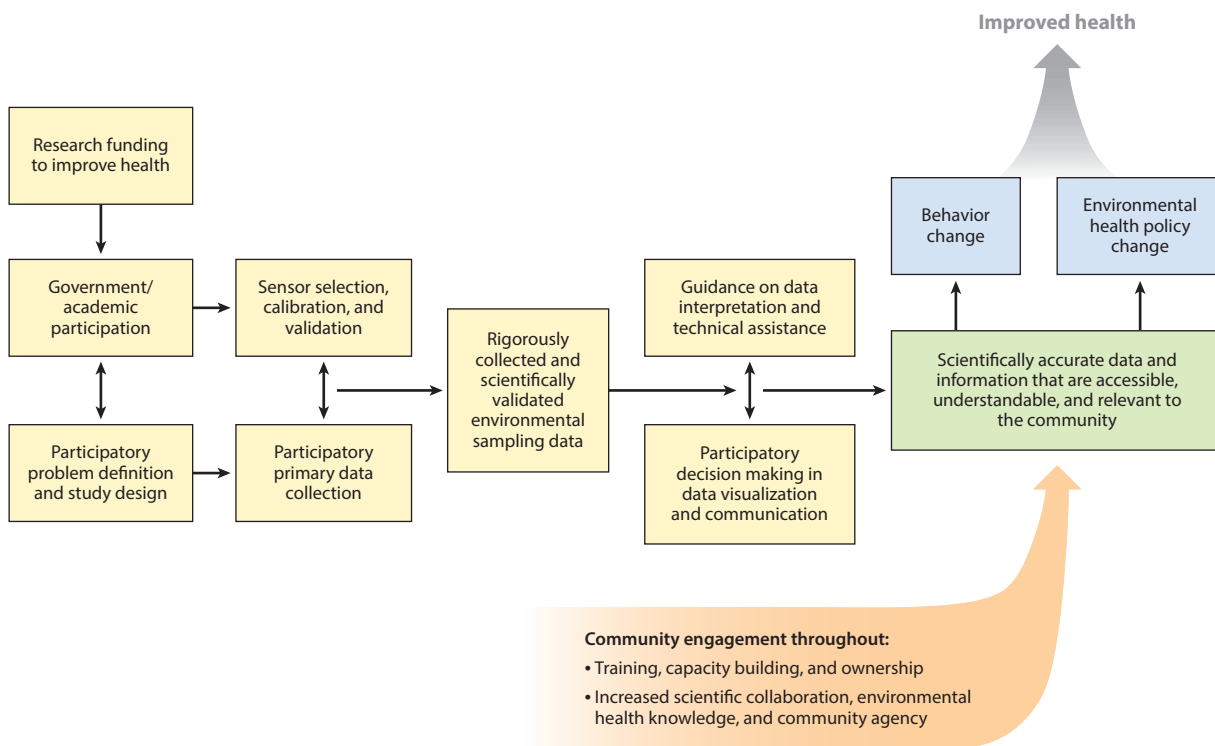 Improved health
Research funding
to improve health
Government/
academic
participation
Participatory
problem definition
and study design
Sensor selection,
calibration, and
validation
Participatory
primary data
collection
Rigorously
collected and
scientifically
validated
environmental
sampling data
Guidance on data
interpretation and
technical assistance
Participatory
decision making in
data visualization
and communication
Behavior
change
Environmental
health policy
change
Scientifically accurate data and
information that are accessible,
understandable, and relevant to
the community
Community engagement throughout:
• Training, capacity building, and ownership
• Increased scientific collaboration, environmental
health knowledge, and community agency